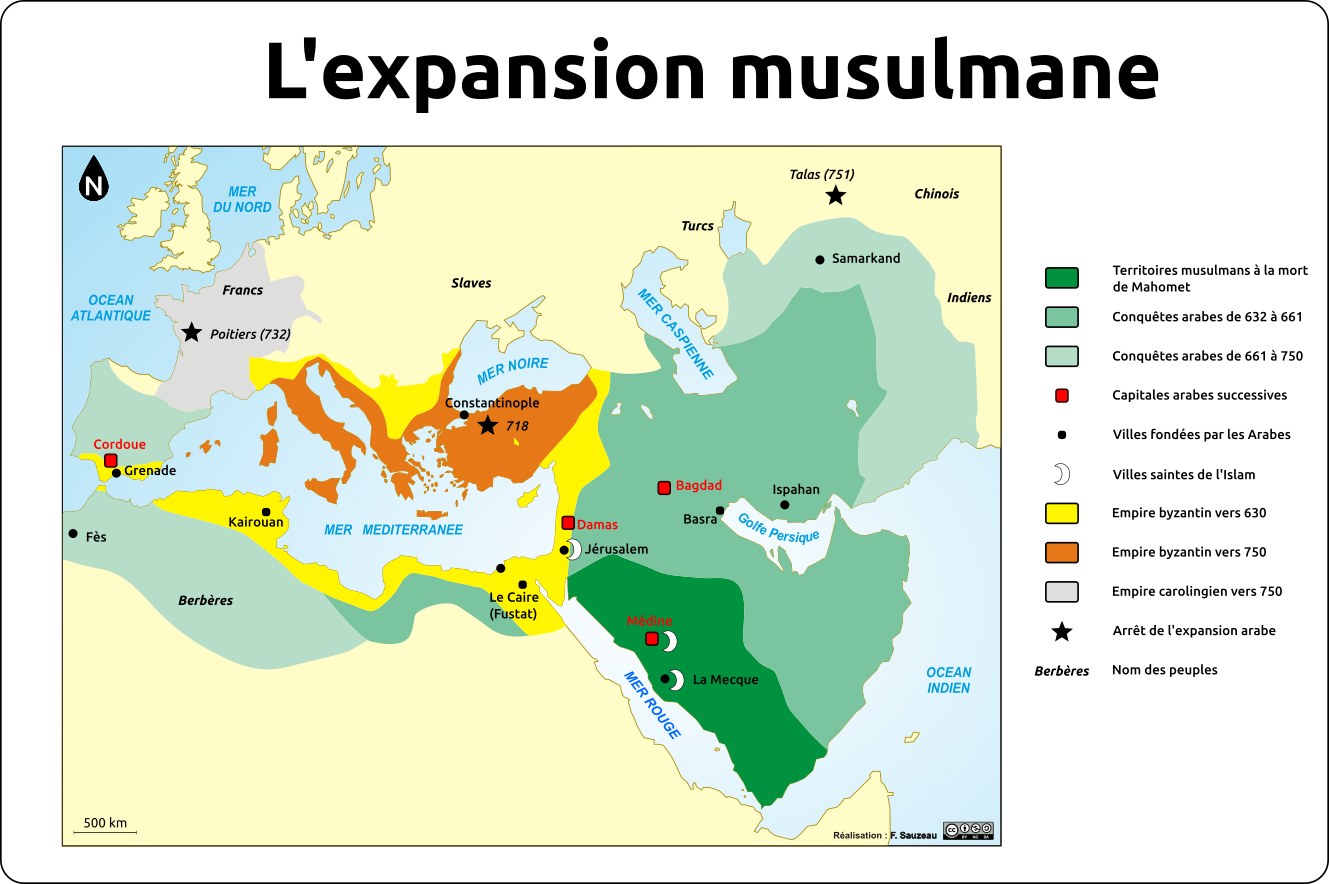 L'expansion musulmane
N
MER
DU NORD
Talas (751)
Chinois
Turcs
Samarkand
Slaves
Francs
Indiens
OCEAN
ATLANTIQUE
MER CASPIENNE
Poitiers (732)
MER NOIRE
Constantinople
718
Cordoue
Grenade
Bagdad
Ispahan
Kairouan
MER MEDITERRANEE
Damas
Basra
Golfe Persique
Fès
Jérusalem
Berbères
Le Caire
(Fustat)
Médine
La Mecque
MER ROUGE
OCEAN
INDIEN
500 km
Réalisation : F. Sauzeau
cc
BY NC SA
Territoires musulmans à la mort
de Mahomet
Conquêtes arabes de 632 à 661
Conquêtes arabes de 661 à 750
Capitales arabes successives
Villes fondées par les Arabes
Villes saintes de l'Islam
Empire byzantin vers 630
Empire byzantin vers 750
Empire carolingien vers 750
Arrêt de l'expansion arabe
Berbères Nom des peuples